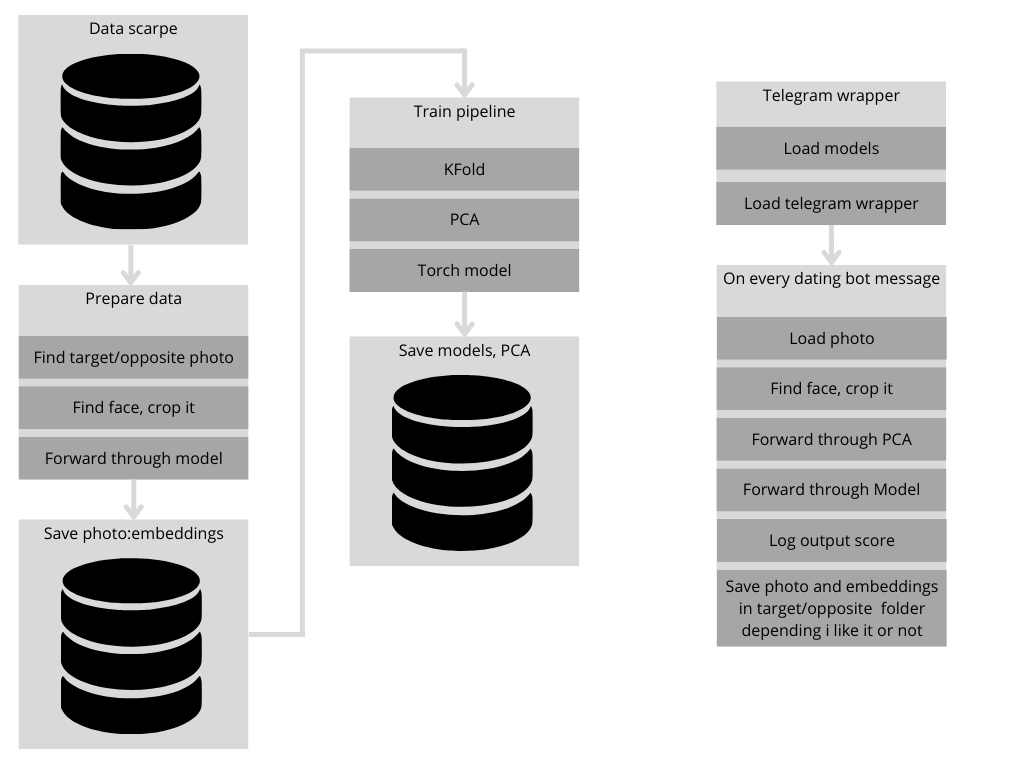 Data scarpe
Prepare data
Find target/opposite photo
Find face, crop it
Forward through model
Save photo:embeddings
Train pipeline
KFold
PCA
Torch model
Save models, PCA
Telegram wrapper
Load models
Load telegram wrapper
On every dating bot message
Load photo
Find face, crop it
Forward through PCA
Forward through Model
Log output score
Save photo and embeddings
in target/opposite  folder
depending i like it or not